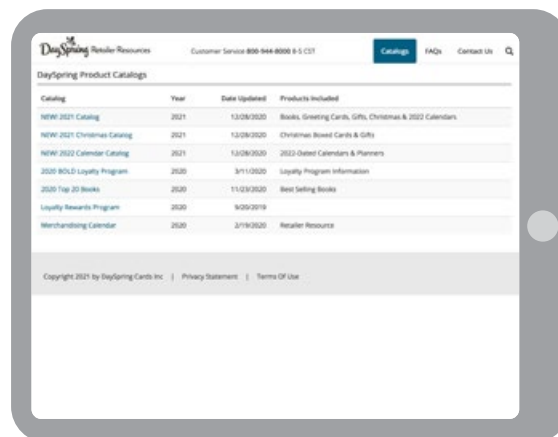 DaySpring Retailer Resources
Customer Service 800-944-8000 8-5 CST
Catalogs FAQs Contact Us
DaySpring Product Catalogs
Catalog Year Date Updated Products Included
NEW! 2021 Catalog 2021 12/28/2020 Books, Greeting Cards, Gifts, Christmas & 2022 Calendars
NEW! 2021 Christmas Catalog 2021 12/28/2020 Christmas Boxed Cards & Gifts
NEW! 2022 Calendar Catalog 2021 12/28/2020 2022-Dated Calendars & Planners
2020 BOLD Loyalty Program 2020 3/11/2020 Loyalty Program Information
2020 Top 20 Books 2020 11/23/2020 Best Selling Books
Loyalty Rewards Program 2020 9/20/2019
Merchandising Calendar 2020 2/19/2020 Retailer Resource
Copyright 2021 by DaySpring Cards Inc | Privacy Statement | Terms Of Use